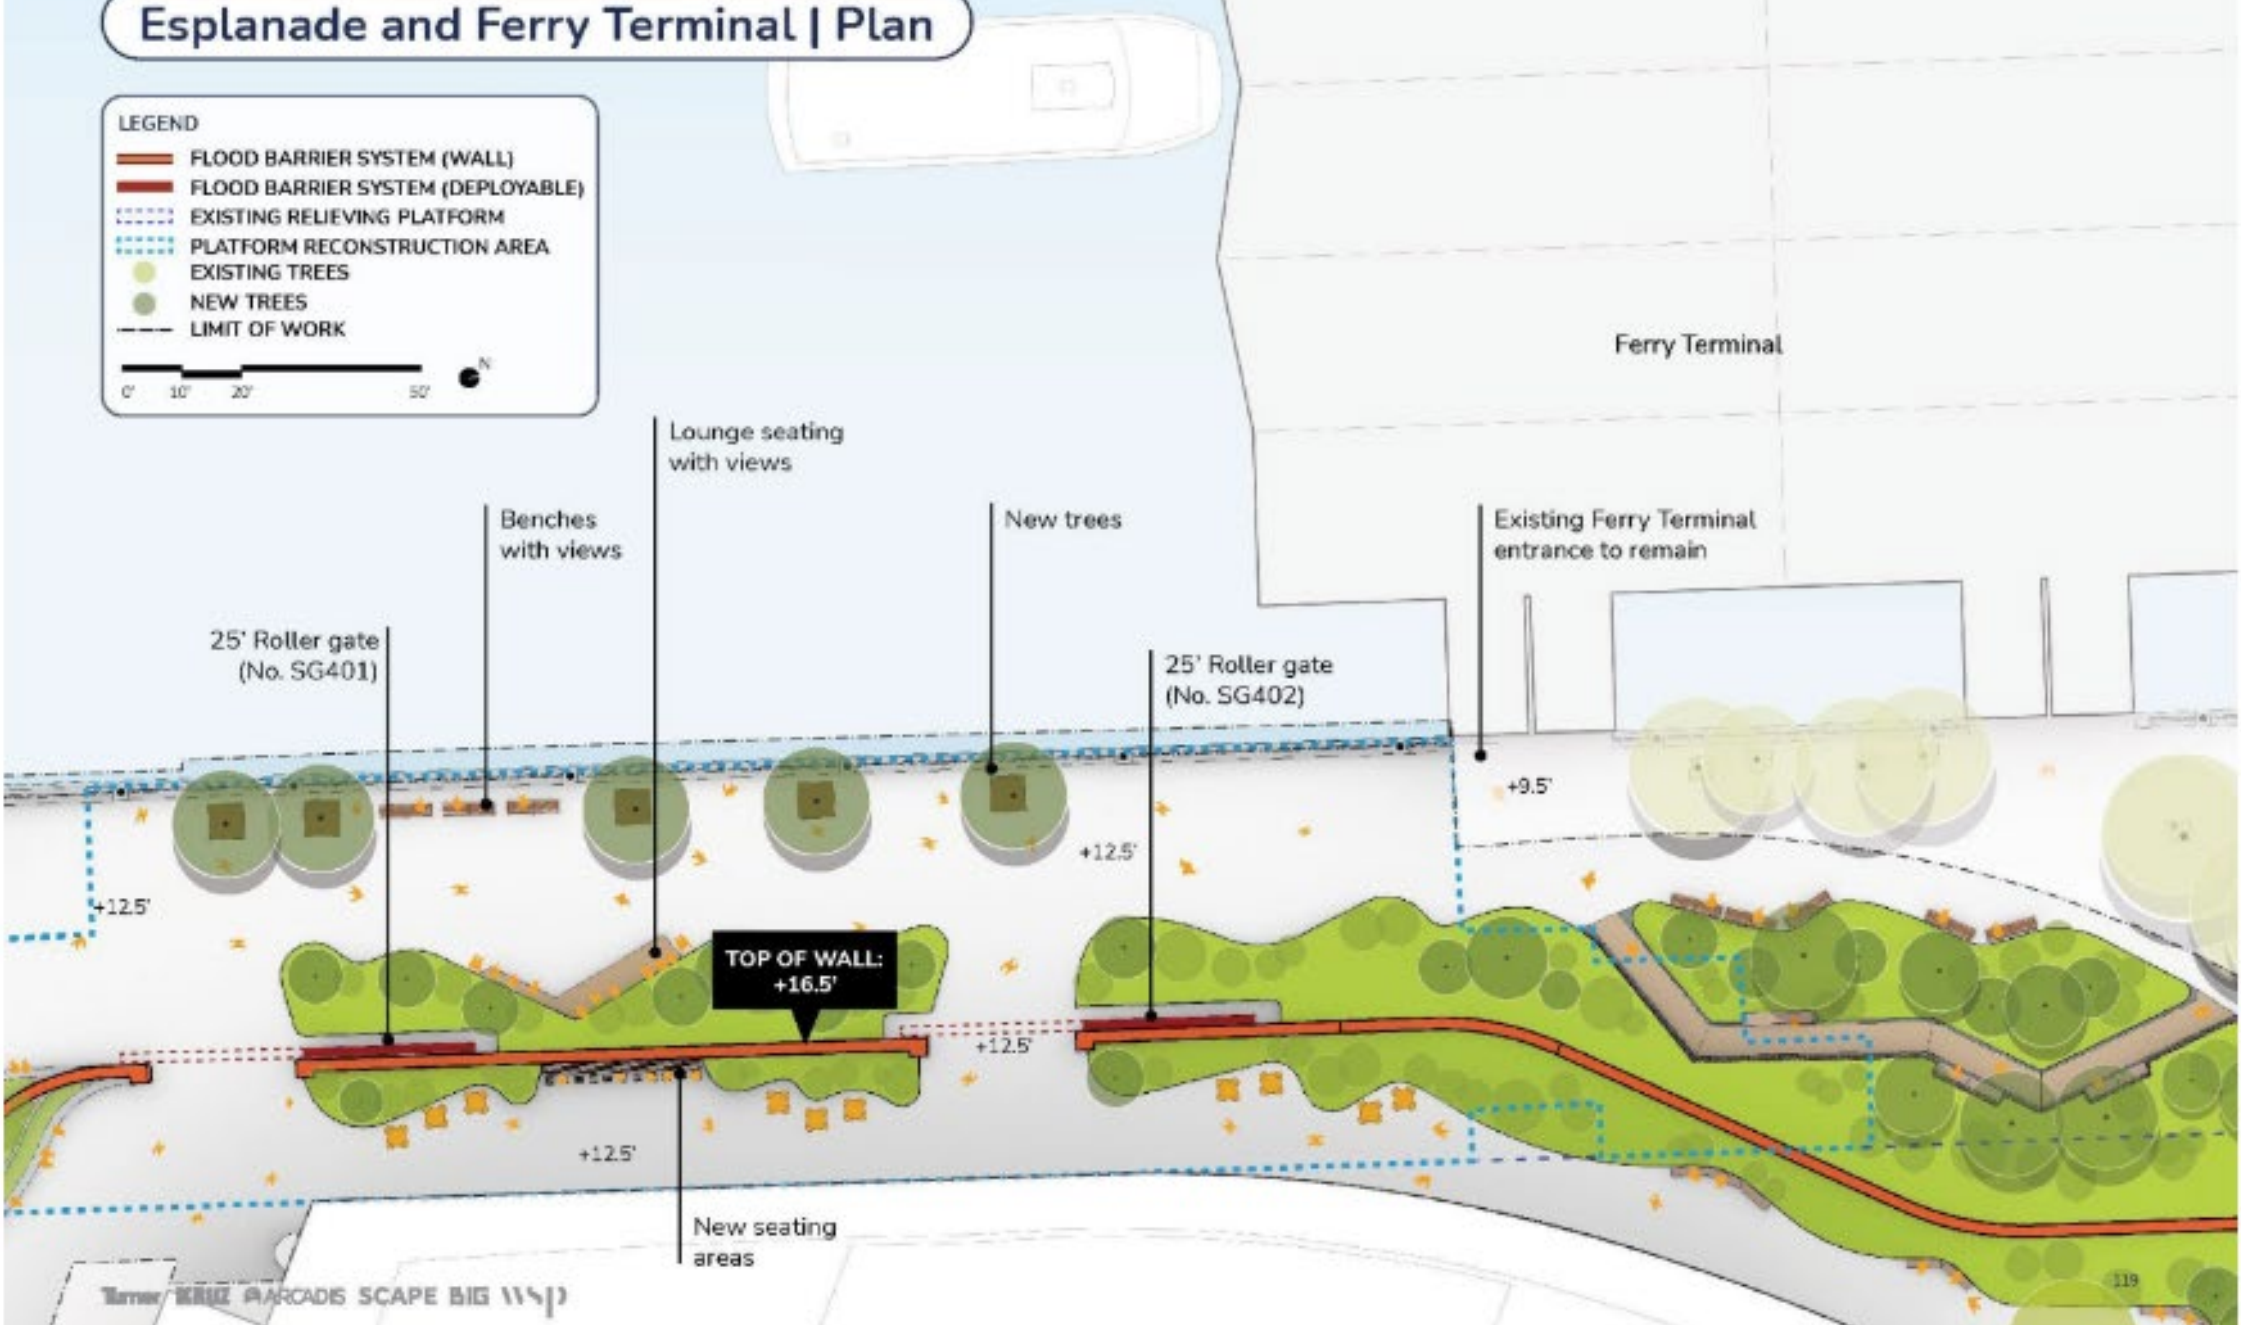 Esplanade and Ferry Terminal | Plan
LEGEND
FLOOD BARRIER SYSTEM (WALL)
FLOOD BARRIER SYSTEM (DEPLOYABLE)
EXISTING RELIEVING PLATFORM
PLATFORM RECONSTRUCTION AREA
EXISTING TREES
NEW TREES
LIMIT OF WORK
0' 10' 20' 50'
N
Ferry Terminal
Lounge seating
with views
Benches
with views
New trees
Existing Ferry Terminal
entrance to remain
25' Roller gate
(No. SG401)
25' Roller gate
(No. SG402)
+9.5'
+12.5'
+12.5'
TOP OF WALL:
+16.5'
+12.5'
+12.5'
New seating
areas
119
Turner KRUZ ARCADIS SCAPE BIG wsp